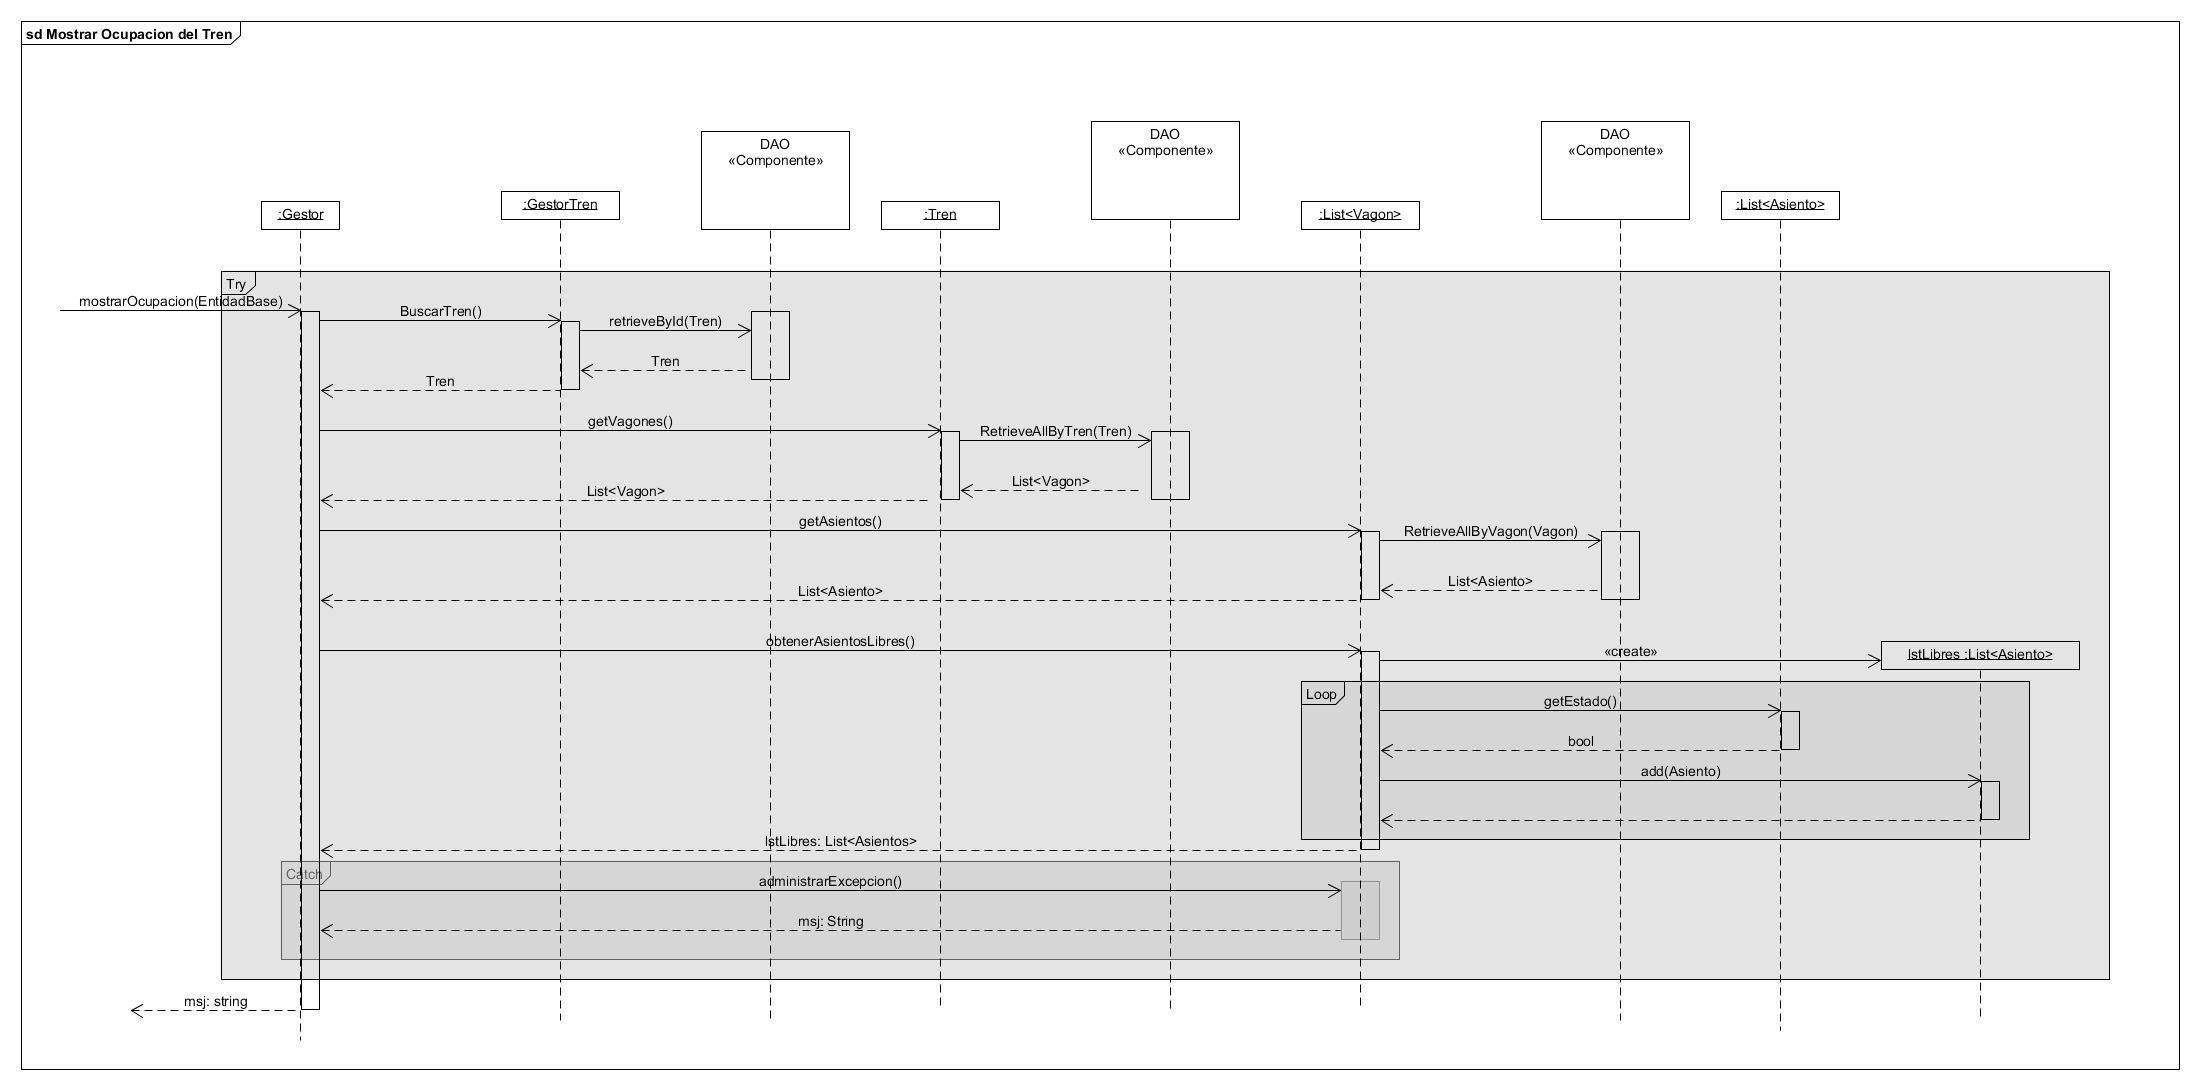 sd Mostrar Ocupacion del Tren
DAO
«Componente»
DAO
«Componente»
DAO
«Componente»
:Gestor
:GestorTren
:Tren
:List<Vagon>
:List<Asiento>
Try
mostrarOcupacion(EntidadBase)
BuscarTren()
retrieveById(Tren)
Tren
Tren
getVagones()
RetrieveAllByTren(Tren)
List<Vagon>
List<Vagon>
getAsientos()
RetrieveAllByVagon(Vagon)
List<Asiento>
List<Asiento>
obtenerAsientosLibres()
«create»
lstLibres :List<Asiento>
Loop
getEstado()
bool
add(Asiento)
lstLibres: List<Asientos>
Catch
administrarExcepcion()
msj: String
msj: string